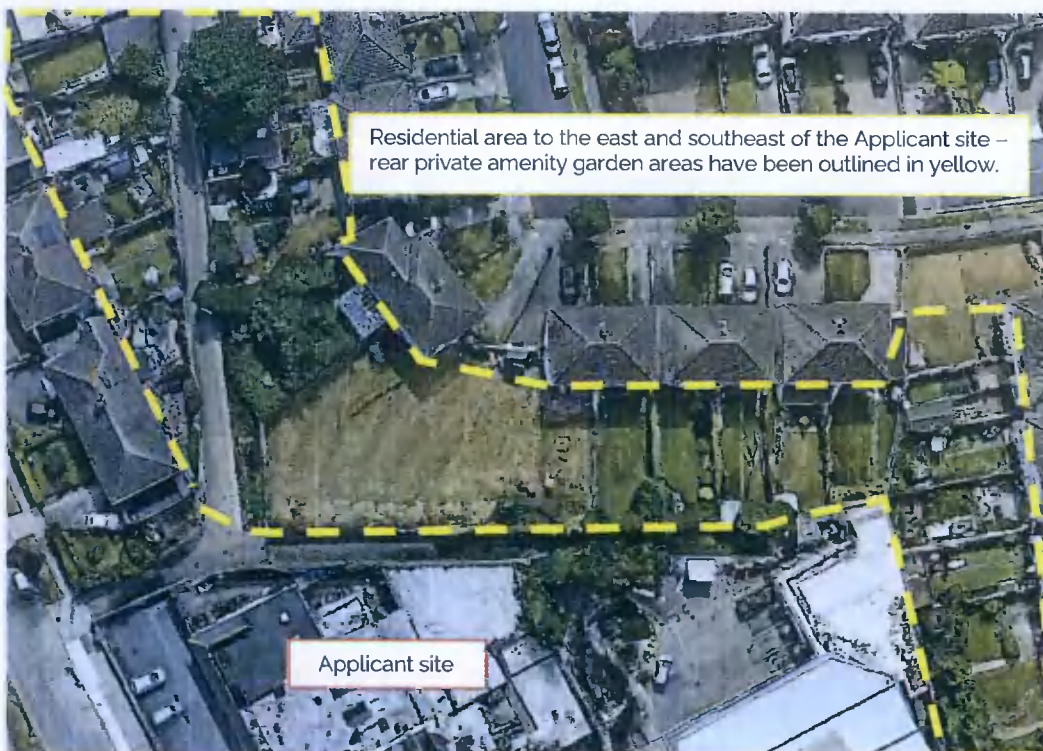 Residential area to the east and southeast of the Applicant site –
rear private amenity garden areas have been outlined in yellow.
Applicant site